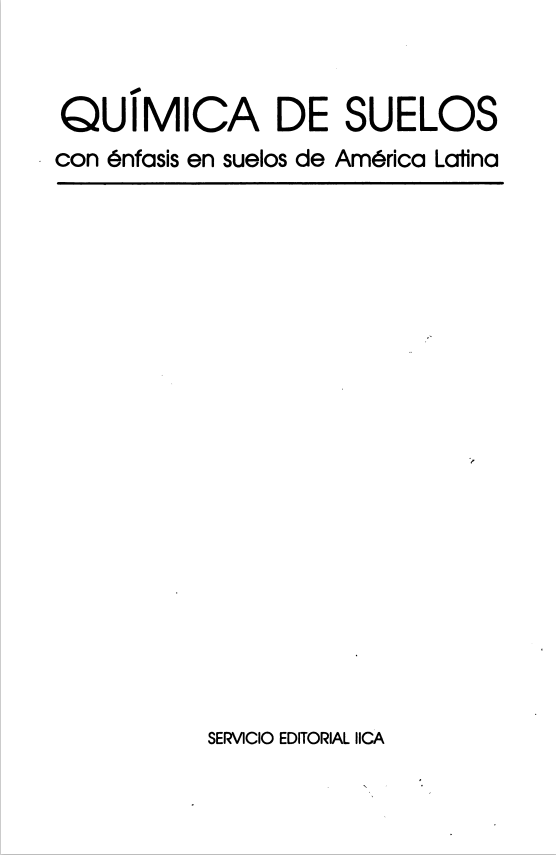 QUÍMICA DE SUELOS
con énfasis en suelos de América Latina
SERVICIO EDITORIAL IICA